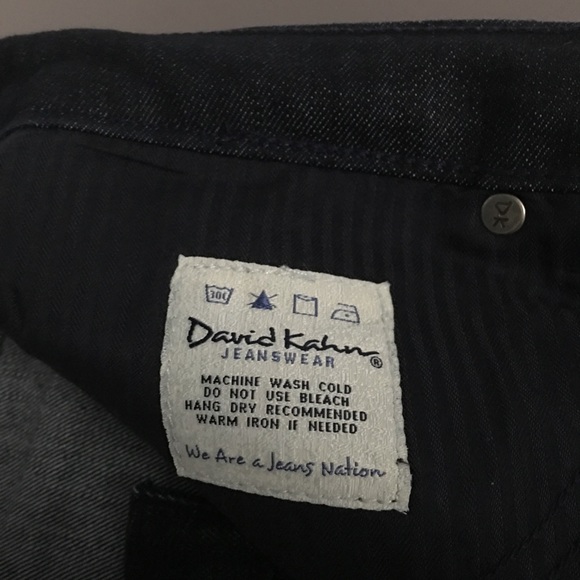 30C
David Kahn®
JEANSWEAR
MACHINE WASH COLD
DO NOT USE BLEACH
HANG DRY RECOMMENDED
WARM IRON IF NEEDED
We Are a Jeans Nation